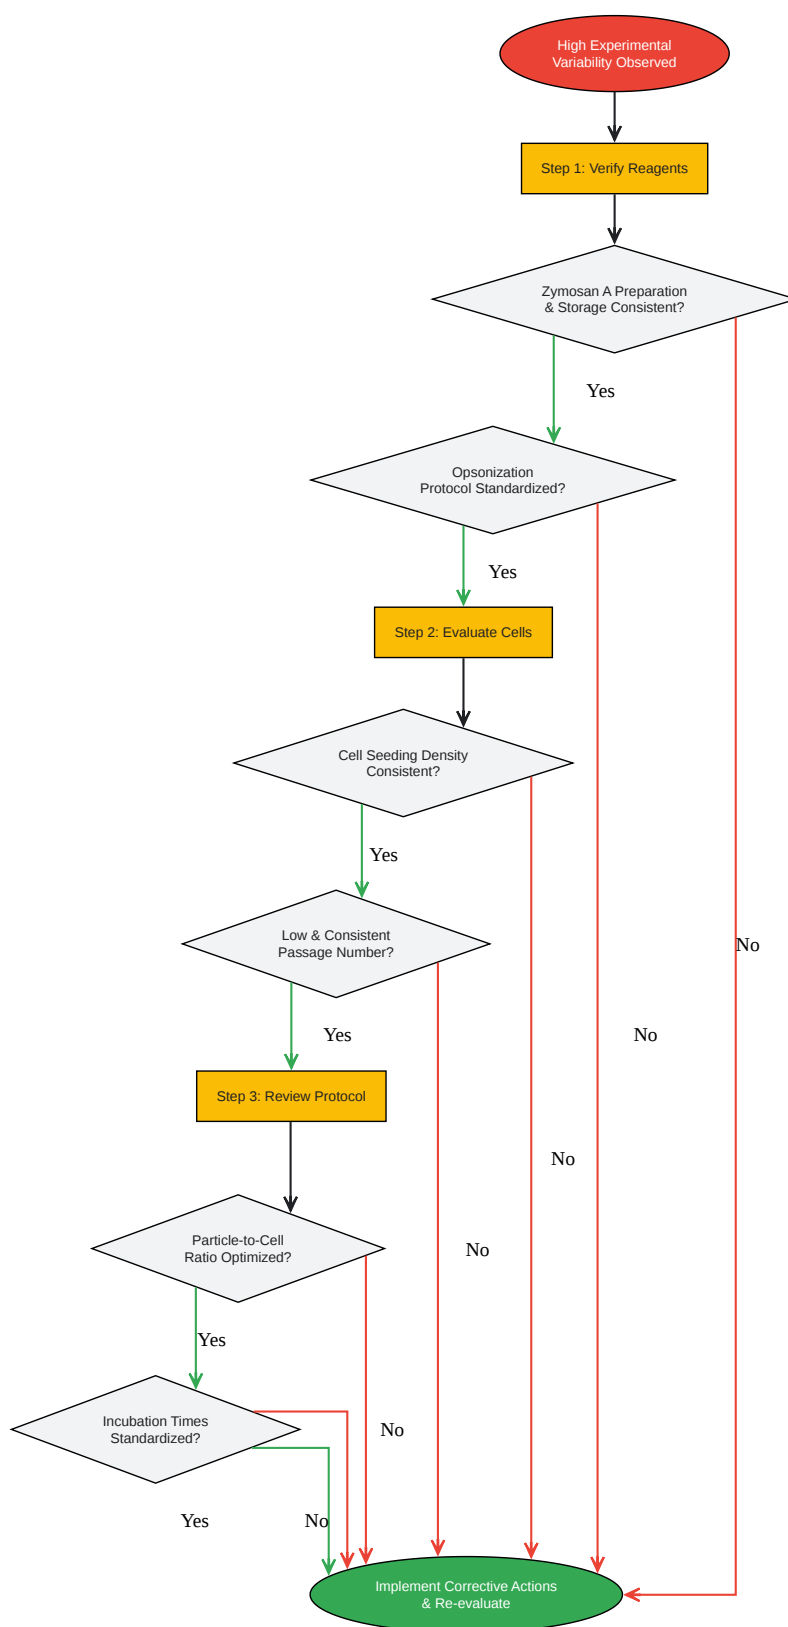 High Experimental
Variability Observed
Step 1: Verify Reagents
Zymosan A Preparation
& Storage Consistent?
Yes
Opsonization
Protocol Standardized?
Yes
Step 2: Evaluate Cells
Cell Seeding Density
Consistent?
Yes
Low & Consistent
Passage Number?
No
Yes
No
Step 3: Review Protocol
No
Particle-to-Cell
Ratio Optimized?
No
Yes
Incubation Times
Standardized?
No
Yes
No
Implement Corrective Actions
& Re-evaluate